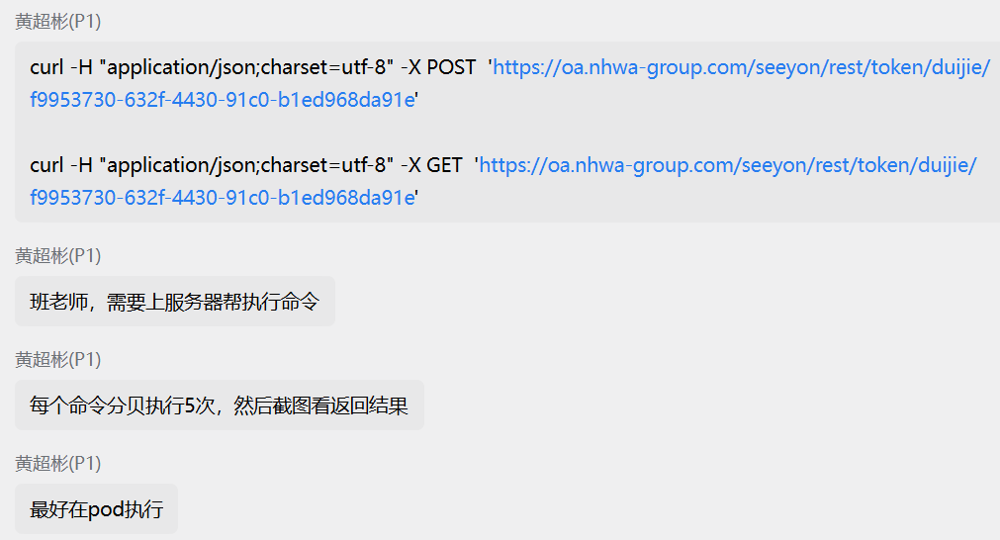 黄超彬(P1)
curl -H "application/json;charset=utf-8" -X POST  'https://oa.nhwa-group.com/seeyon/rest/token/duijie/
f9953730-632f-4430-91c0-b1ed968da91e'
curl -H "application/json;charset=utf-8" -X GET  'https://oa.nhwa-group.com/seeyon/rest/token/duijie/
f9953730-632f-4430-91c0-b1ed968da91e'
黄超彬(P1)
班老师，需要上服务器帮执行命令
黄超彬(P1)
每个命令分贝执行5次，然后截图看返回结果
黄超彬(P1)
最好在pod执行